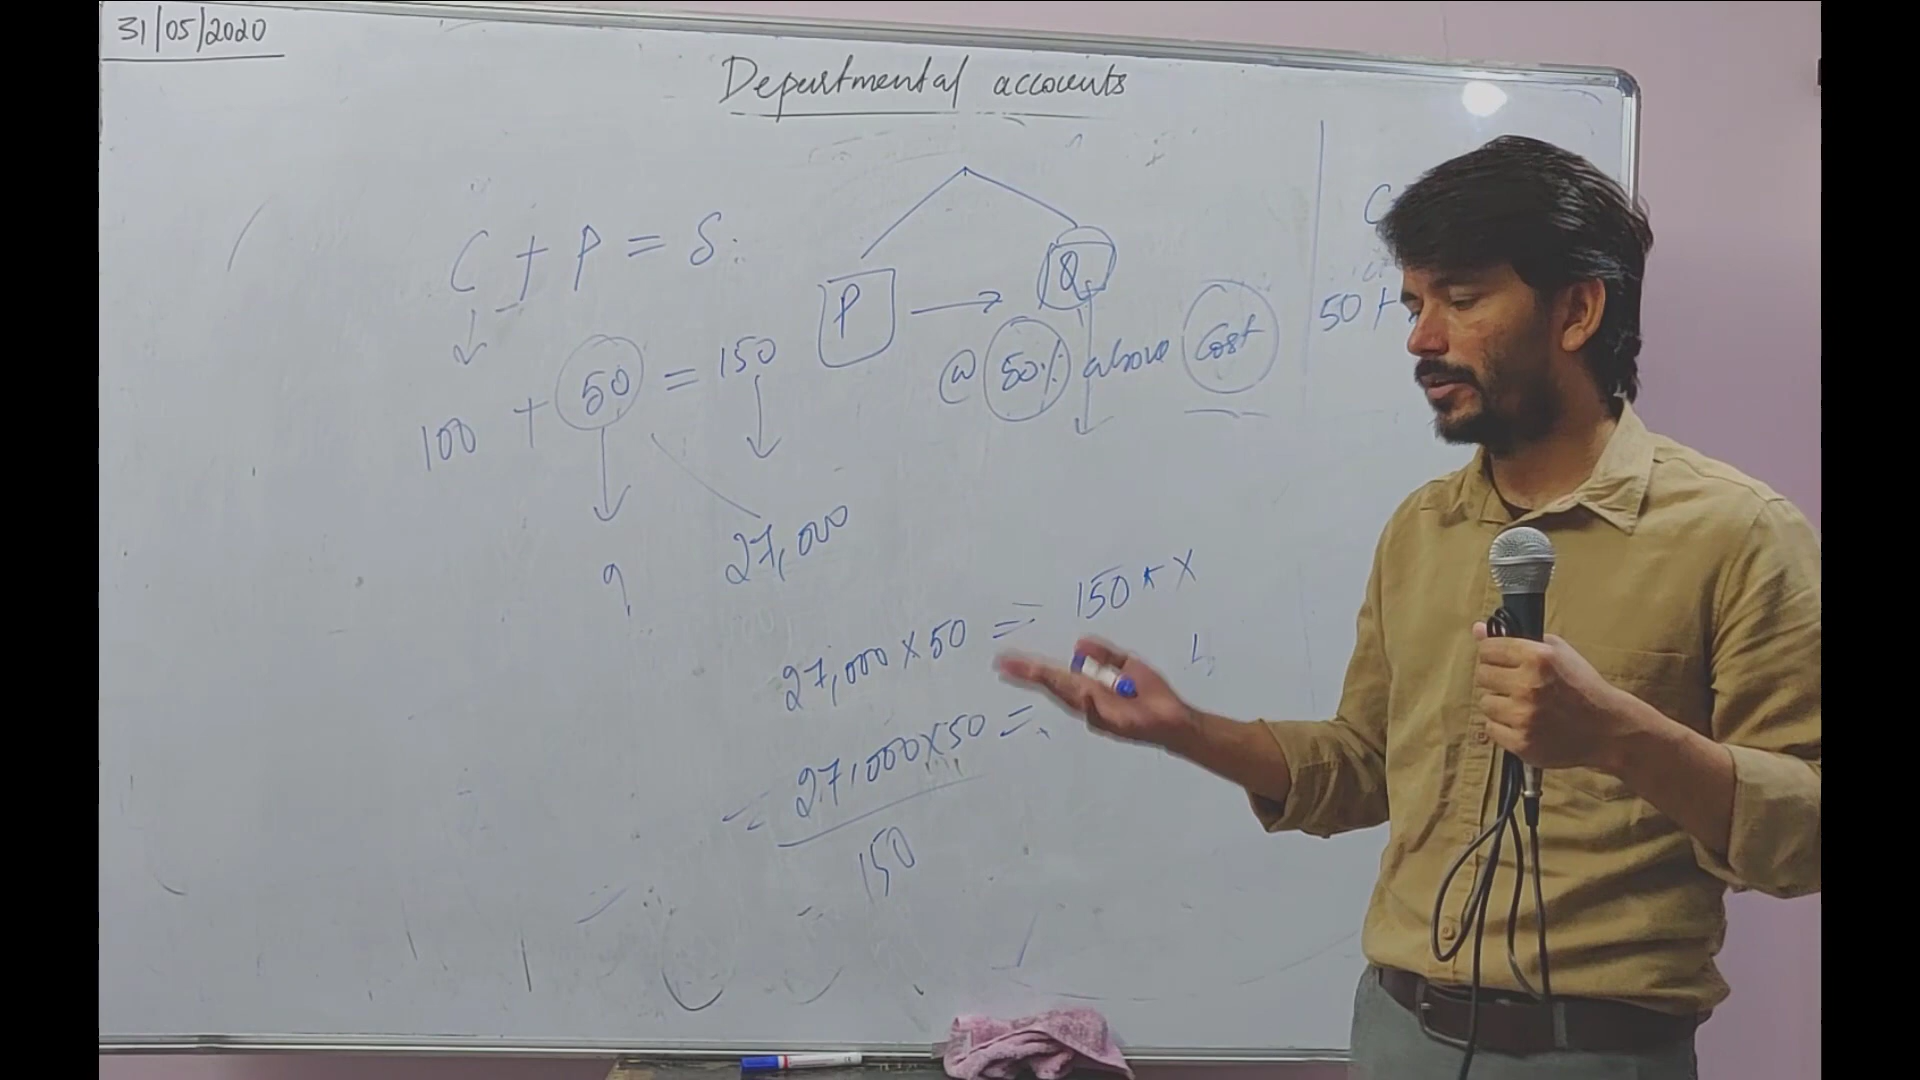 31/05/2020
Departmental accounts
C + P = S.
100 + 50 = 150
?
27,000
P → Q
@ 50% above cost
27,000 x 50 = 150 * x
= 27,000 x 50 =
150
C
50 +